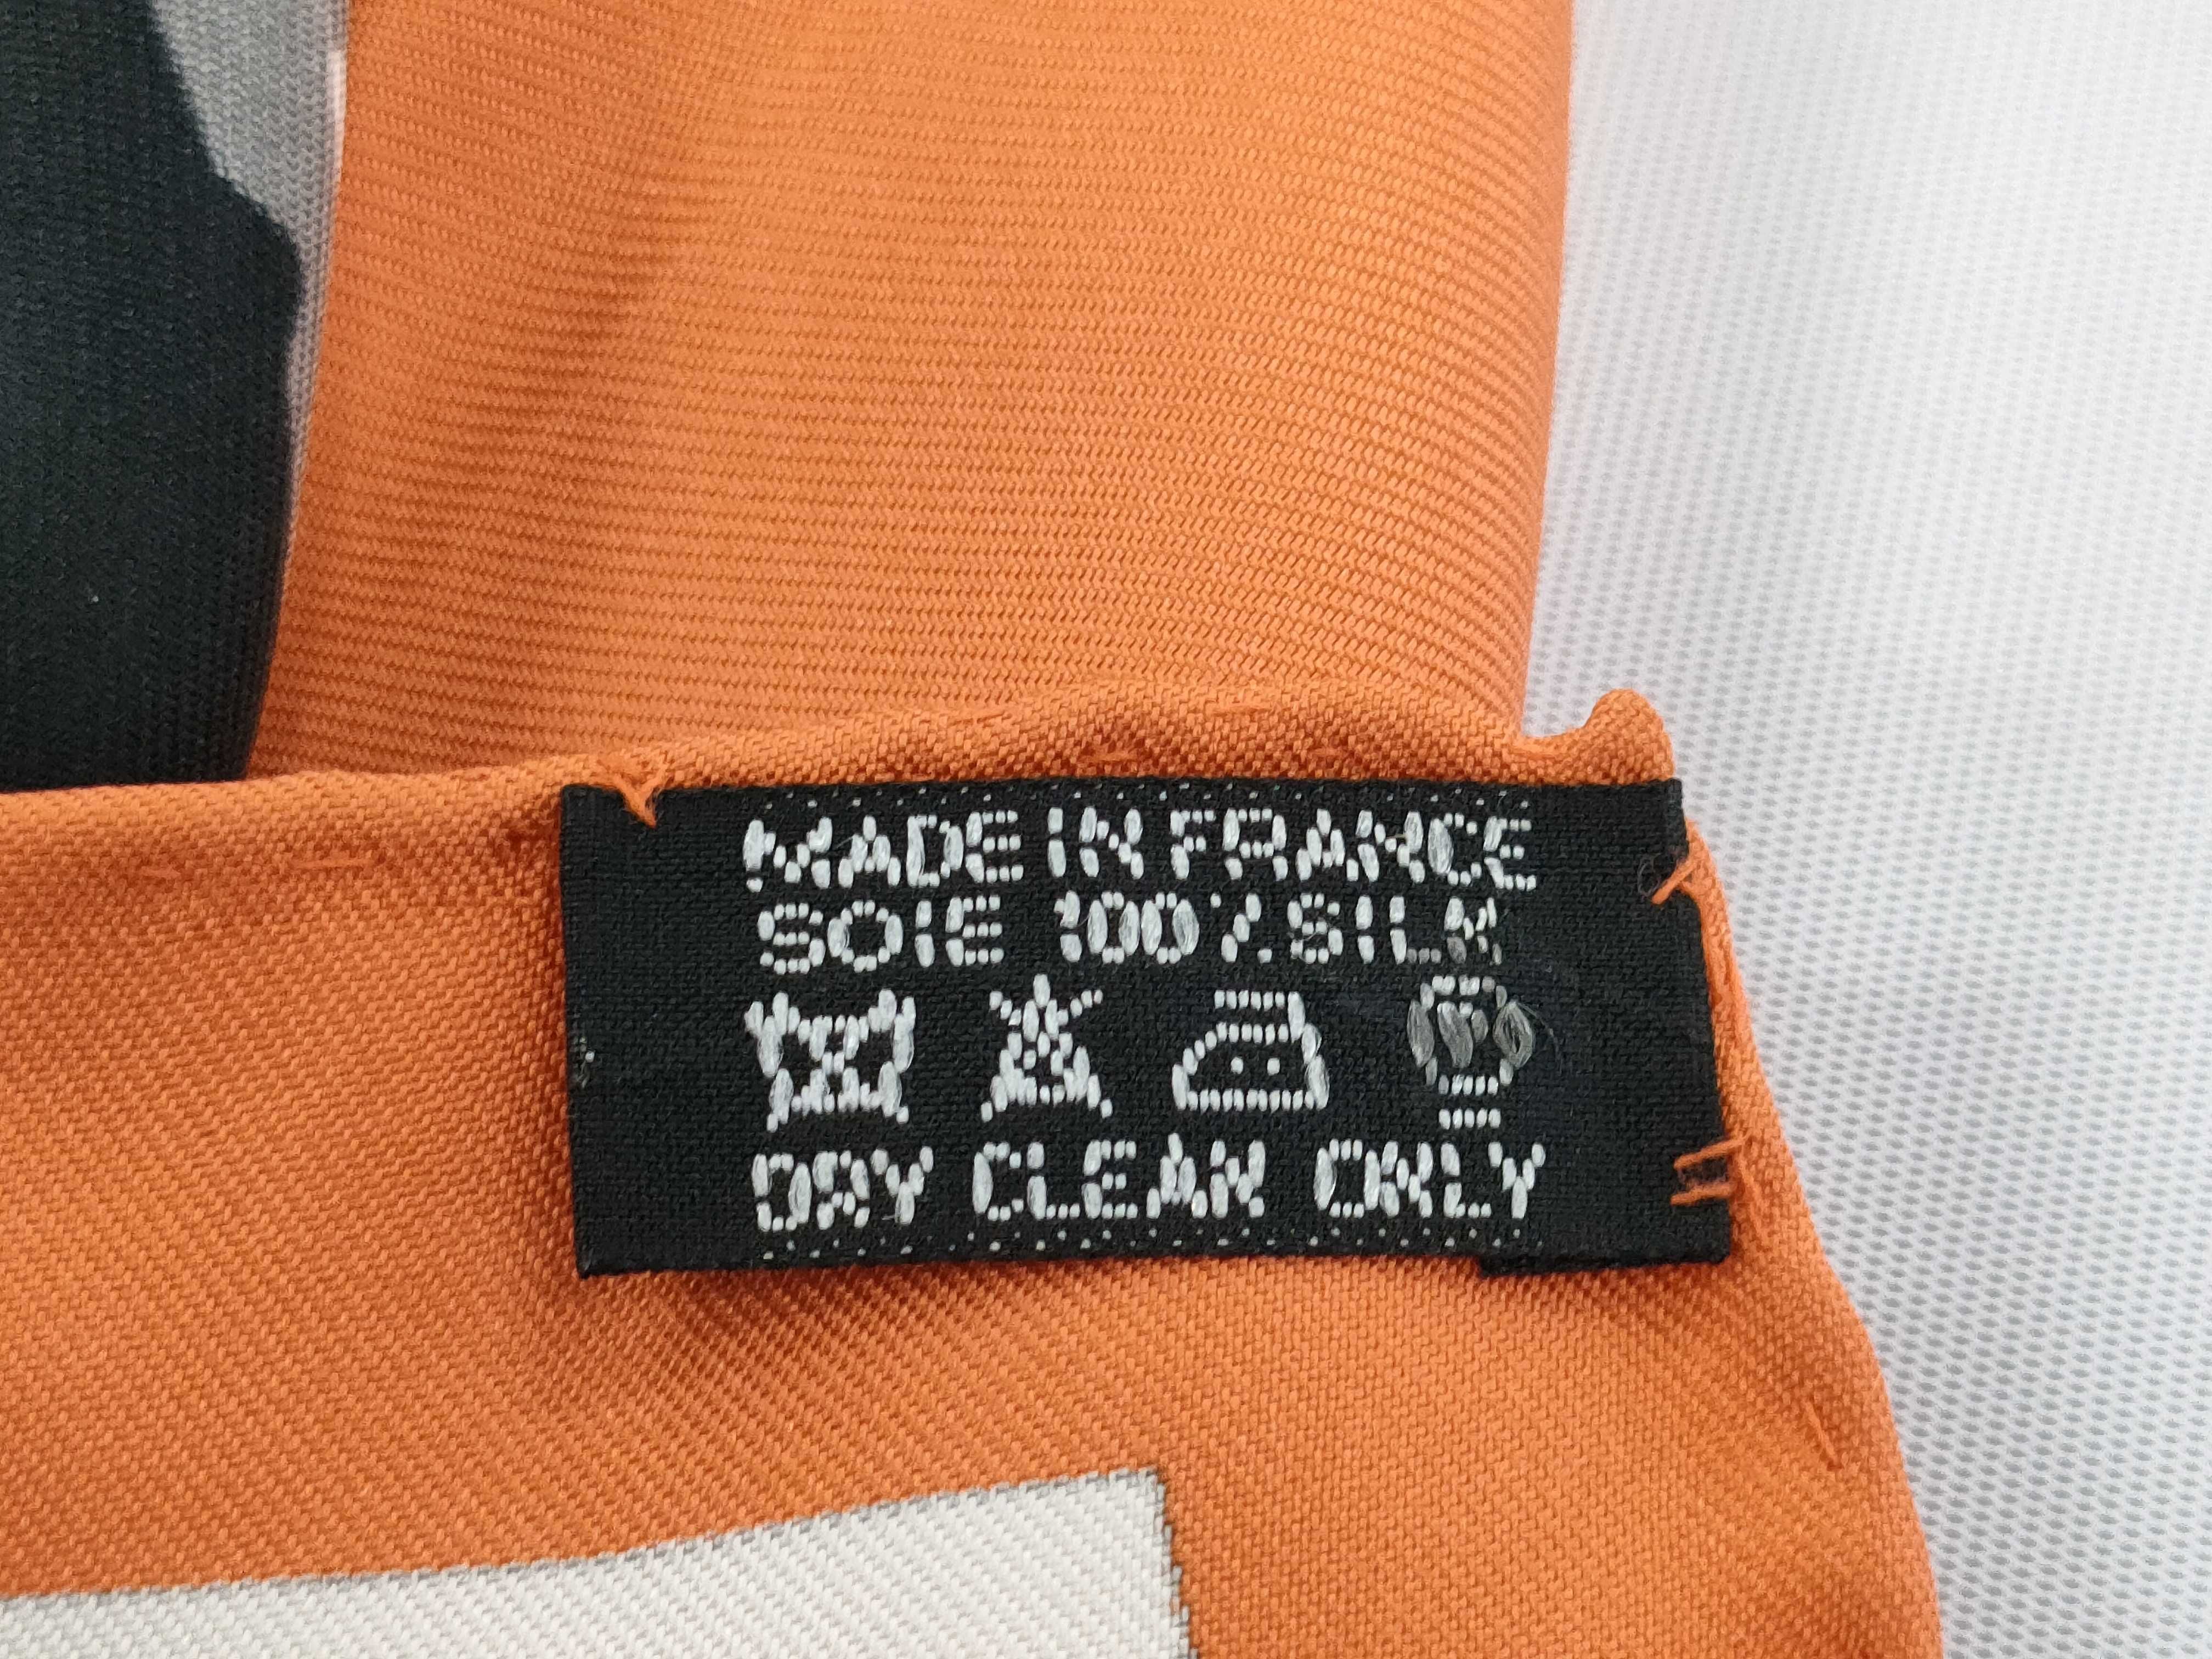 MADE IN FRANCE
SOIE 100% SILK
DRY CLEAN ONLY